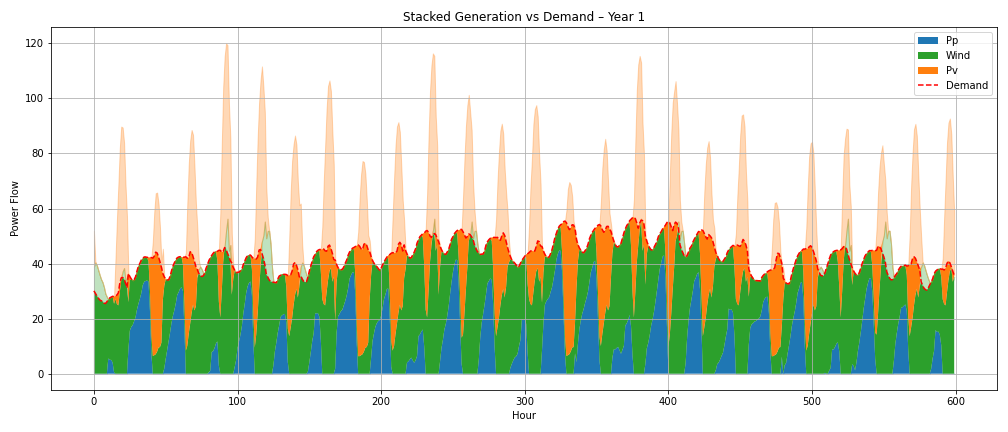 Stacked Generation vs Demand – Year 1
Power Flow
120
100
80
60
40
20
0
0 100 200 300 400 500 600
Hour
Pp
Wind
Pv
Demand